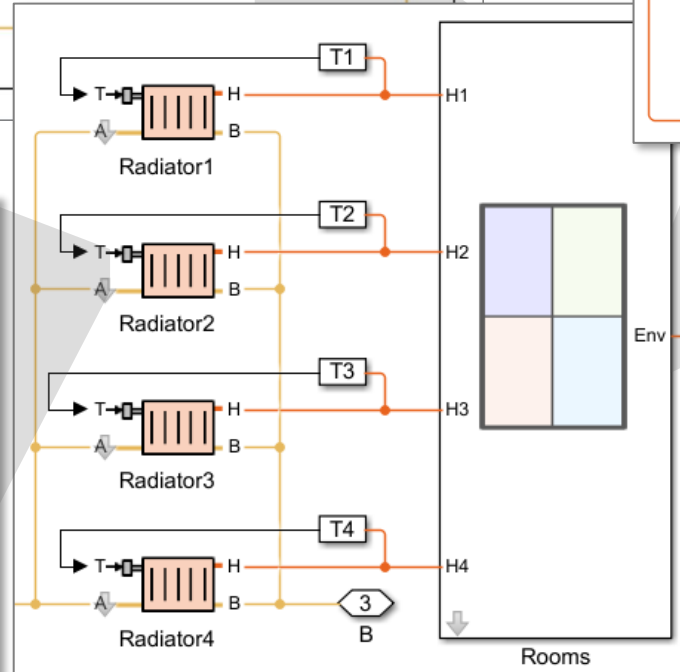 T1
T H H1
A B
Radiator1
T2
T H H2
A B
Radiator2
Env
T3
T H H3
A B
Radiator3
T4
T H H4
A B 3
Radiator4 B
Rooms